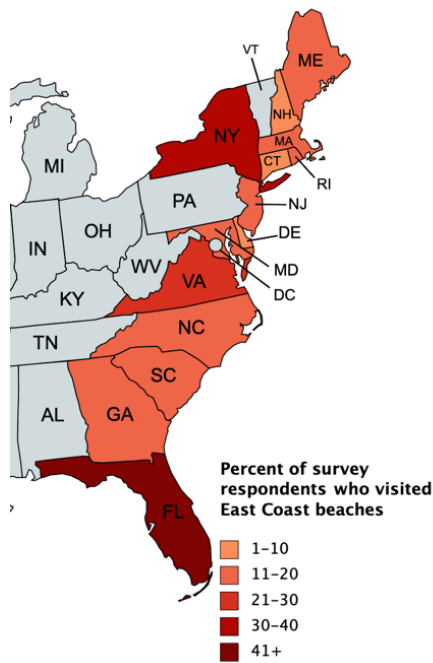 VT
ME
NH
NY
MA
CT
RI
MI
PA
NJ
OH
DE
IN
WV
MD
VA
DC
KY
NC
TN
SC
AL
GA
FL
Percent of survey
respondents who visited
East Coast beaches
1–10
11–20
21–30
30–40
41+